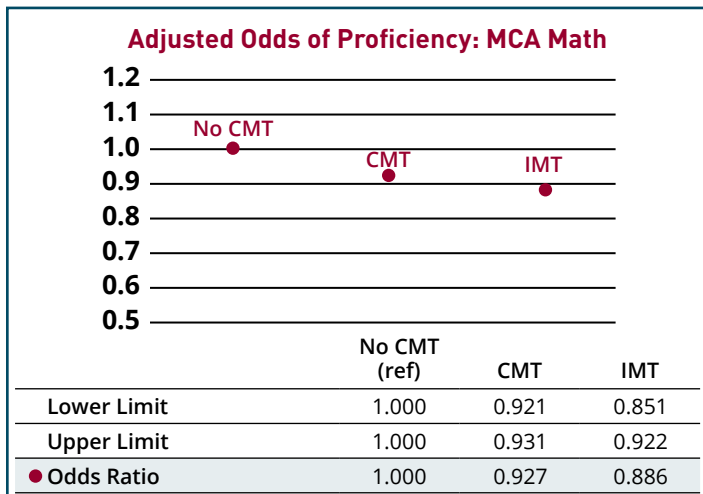 Adjusted Odds of Proficiency: MCA Math
1.2
1.1
No CMT
1.0
CMT
IMT
0.9
0.8
0.7
0.6
0.5
No CMT
(ref) CMT IMT
Lower Limit 1.000 0.921 0.851
Upper Limit 1.000 0.931 0.922
Odds Ratio 1.000 0.927 0.886